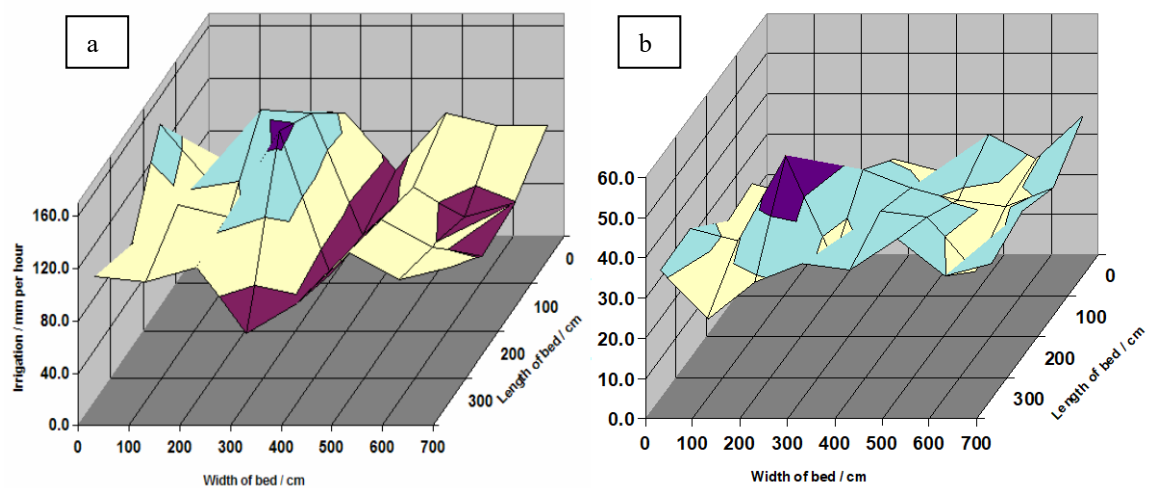 a
Irrigation / mm per hour
160.0
120.0
80.0
40.0
0.0
0 100 200 300 400 500 600 700
Width of bed / cm
0
100
200
300
Length of bed / cm
b
60.0
50.0
40.0
30.0
20.0
10.0
0.0
0 100 200 300 400 500 600 700
Width of bed / cm
0
100
200
300
Length of bed / cm